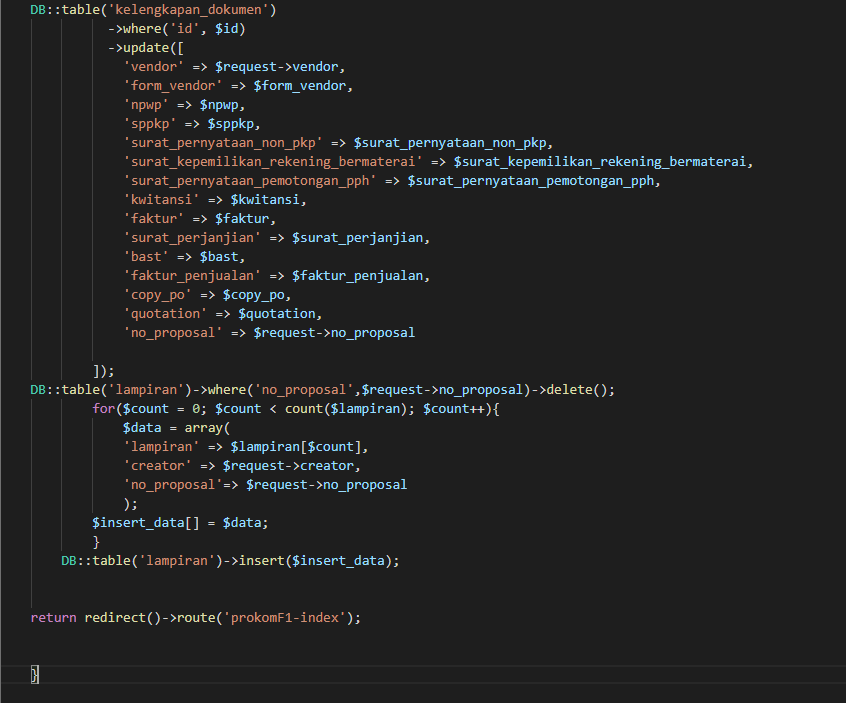 DB::table('kelengkapan_dokumen')
->where('id', $id)
->update([
'vendor' => $request->vendor,
'form_vendor' => $form_vendor,
'npwp' => $npwp,
'sppkp' => $sppkp,
'surat_pernyataan_non_pkp' => $surat_pernyataan_non_pkp,
'surat_kepemilikan_rekening_bermaterai' => $surat_kepemilikan_rekening_bermaterai,
'surat_pernyataan_pemotongan_pph' => $surat_pernyataan_pemotongan_pph,
'kwitansi' => $kwitansi,
'faktur' => $faktur,
'surat_perjanjian' => $surat_perjanjian,
'bast' => $bast,
'faktur_penjualan' => $faktur_penjualan,
'copy_po' => $copy_po,
'quotation' => $quotation,
'no_proposal' => $request->no_proposal
]);
DB::table('lampiran')->where('no_proposal',$request->no_proposal)->delete();
for($count = 0; $count < count($lampiran); $count++){
$data = array(
'lampiran' => $lampiran[$count],
'creator' => $request->creator,
'no_proposal'=> $request->no_proposal
);
$insert_data[] = $data;
}
DB::table('lampiran')->insert($insert_data);
return redirect()->route('prokomF1-index');
}